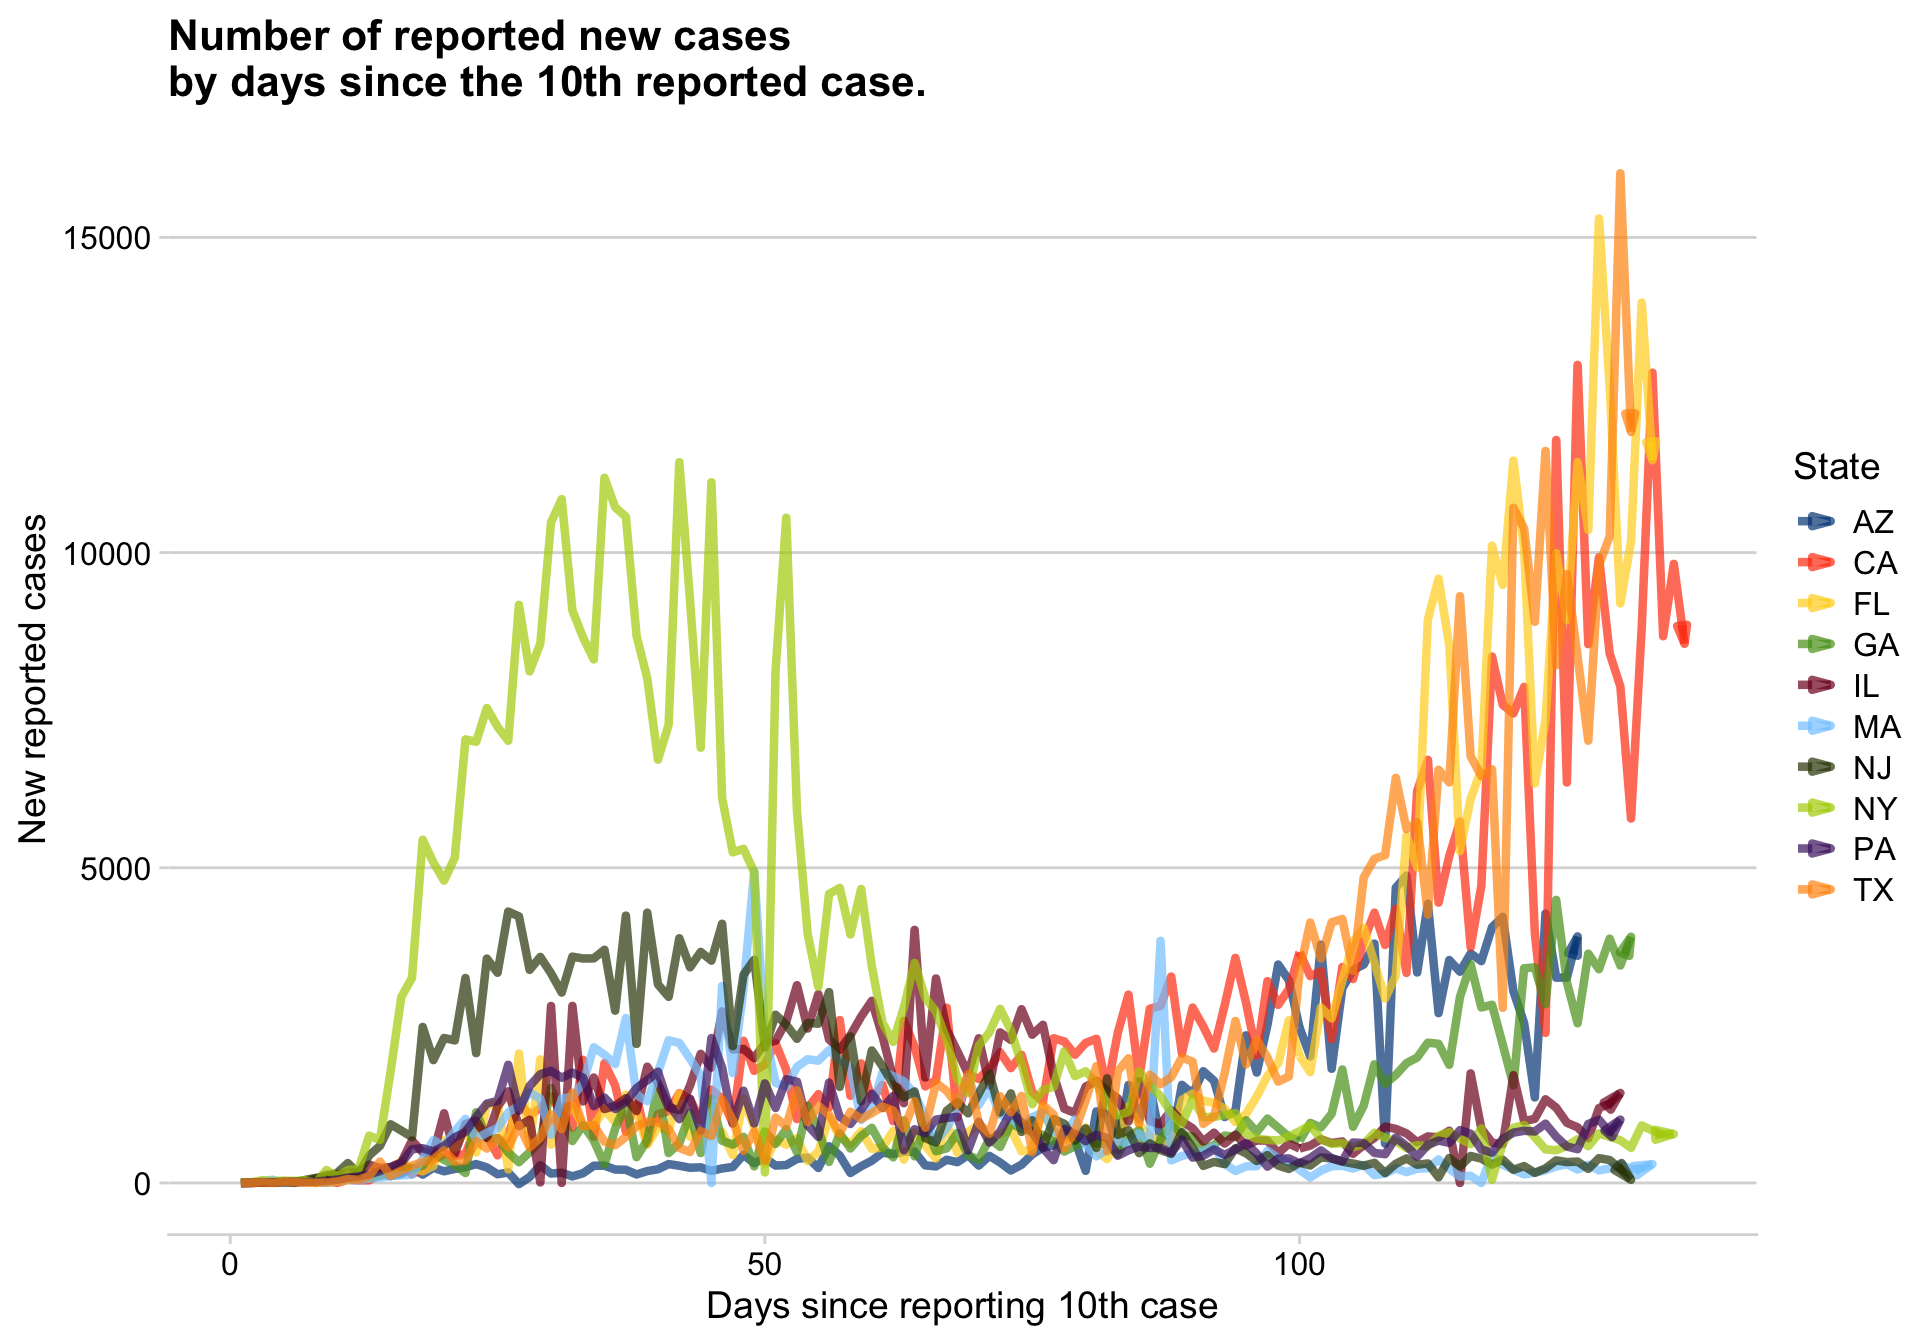 Number of reported new cases
by days since the 10th reported case.
New reported cases
15000
10000
5000
0
0
50
100
Days since reporting 10th case
State
AZ
CA
FL
GA
IL
MA
NJ
NY
PA
TX